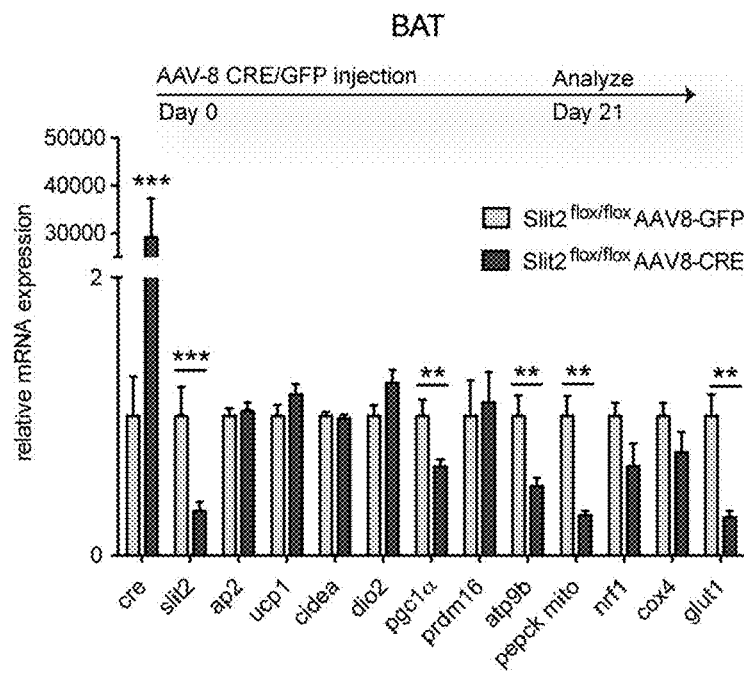 BAT
AAV-8 CRE/GFP injection Analyze
Day 0 Day 21
50000
40000
30000
2
0
relative mRNA expression
***
***
**
**
**
**
Slit2 flox/flox AAV8-GFP
Slit2 flox/flox AAV8-CRE
cre
slit2
ap2
ucp1
cidea
dio2
pgc1α
prdm16
atp9b
pepck mito
nrf1
cox4
glut1